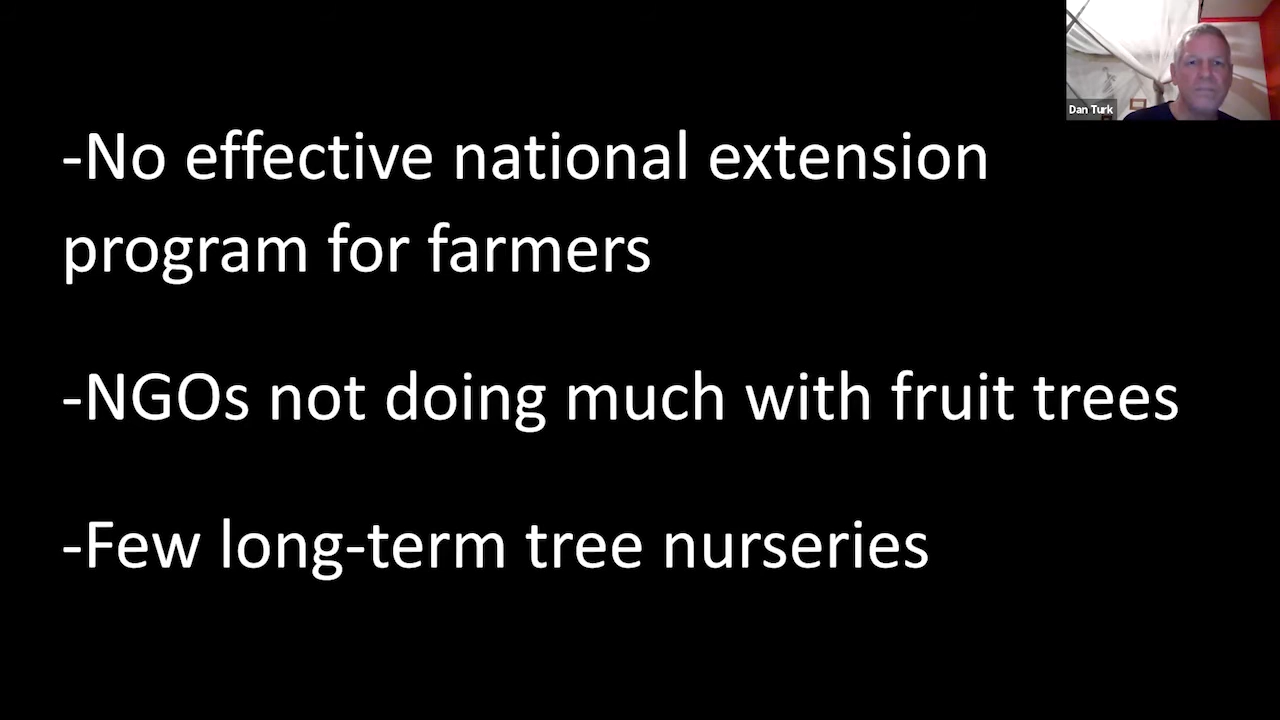 Dan Turk
-No effective national extension
program for farmers
-NGOs not doing much with fruit trees
-Few long-term tree nurseries